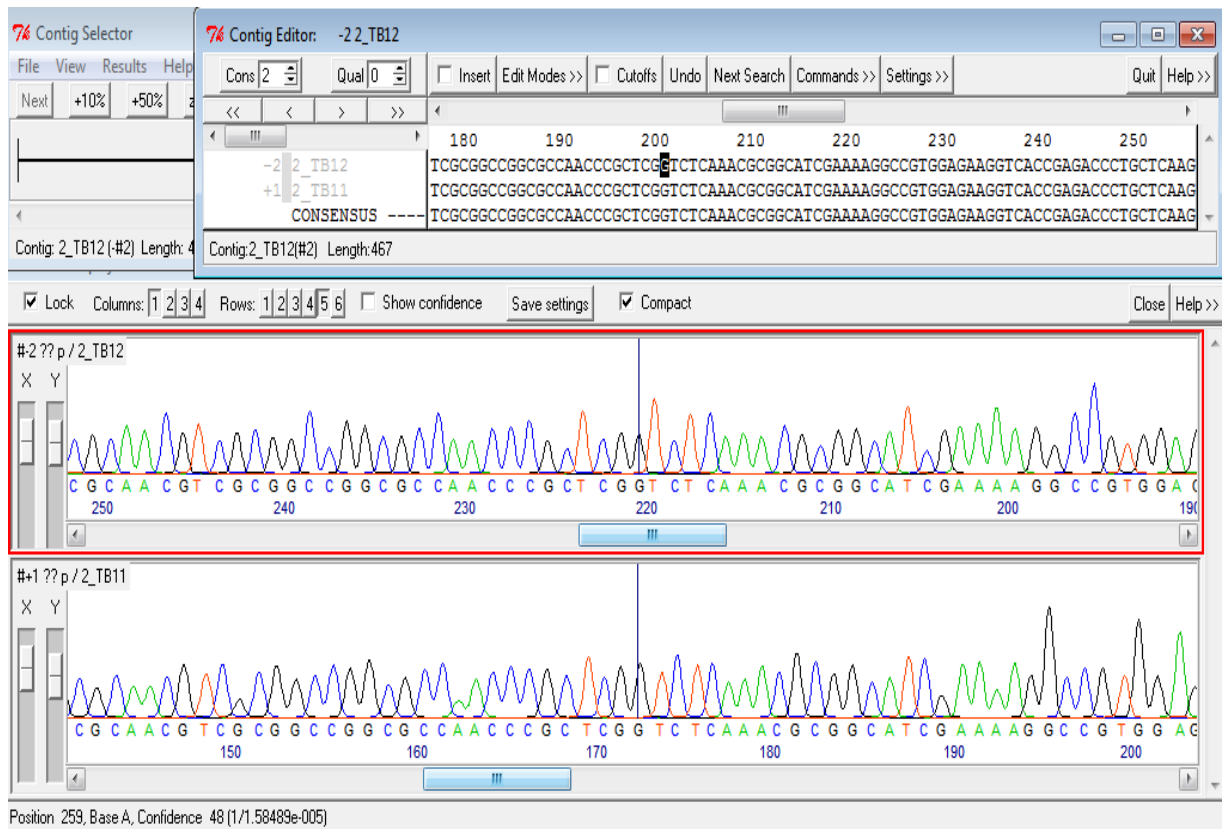 Contig Selector
File View Results Help
Next +10% +50% z
Contig: 2_TB12 (-#2) Length: 4
Contig Editor: -2 2_TB12
Cons 2 Qual 0 Insert Edit Modes >> Cutoffs Undo Next Search Commands >> Settings >> Quit Help >>
<< < > >>
180 190 200 210 220 230 240 250
-2 2_TB12 TCGCGGCCGGCGCCAACCCGCTCGGTCTCAAACGCGGCATCGAAAAGGCCGTGGAGAAGGTCACCGAGACCCTGCTCAAG
+1 2_TB11 TCGCGGCCGGCGCCAACCCGCTCGGTCTCAAACGCGGCATCGAAAAGGCCGTGGAGAAGGTCACCGAGACCCTGCTCAAG
CONSENSUS ---- TCGCGGCCGGCGCCAACCCGCTCGGTCTCAAACGCGGCATCGAAAAGGCCGTGGAGAAGGTCACCGAGACCCTGCTCAAG
Contig:2_TB12(#2) Length:467
Lock Columns: 1 2 3 4 Rows: 1 2 3 4 5 6 Show confidence Save settings Compact Close Help >>
#-2 ?? p / 2_TB12
X Y
C G C A A C G T C G C G G C C G G C G C C A A C C C G C T C G G T C T C A A A C G C G G C A T C G A A A A G G C C G T G G A G
250 240 230 220 210 200 190
#+1 ?? p / 2_TB11
X Y
C G C A A C G T C G C G G C C G G C G C C A A C C C G C T C G G T C T C A A A C G C G G C A T C G A A A A G G C C G T G G A G
150 160 170 180 190 200
Position 259, Base A, Confidence 48 (1/1.58489e-005)